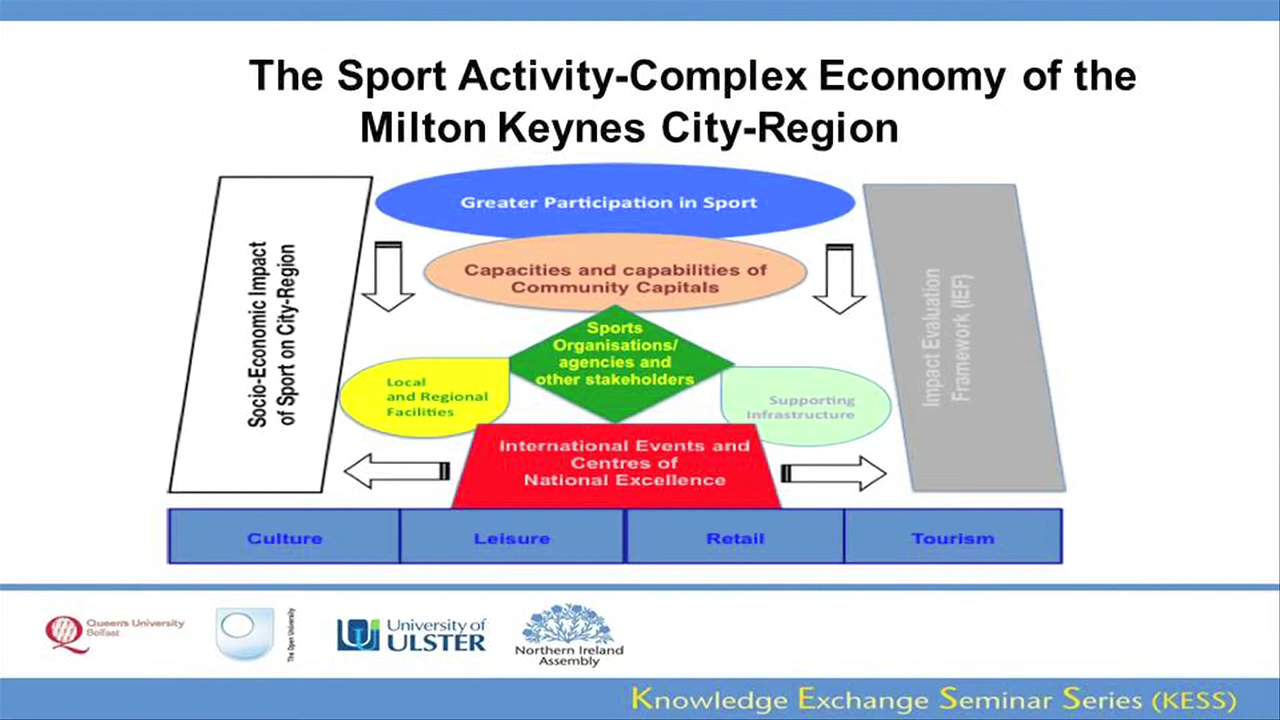 The Sport Activity-Complex Economy of the
Milton Keynes City-Region
Greater Participation in Sport
Socio-Economic Impact
of Sport on City-Region
Capacities and capabilities of
Community Capitals
Impact Evaluation
Framework (IEF)
Sports
Organisations/
agencies and
other stakeholders
Local
and Regional
Facilities
Supporting
Infrastructure
International Events and
Centres of
National Excellence
Culture
Leisure
Retail
Tourism
Queen's University
Belfast
The Open University
University of
ULSTER
Northern Ireland
Assembly
Knowledge Exchange Seminar Series (KESS)